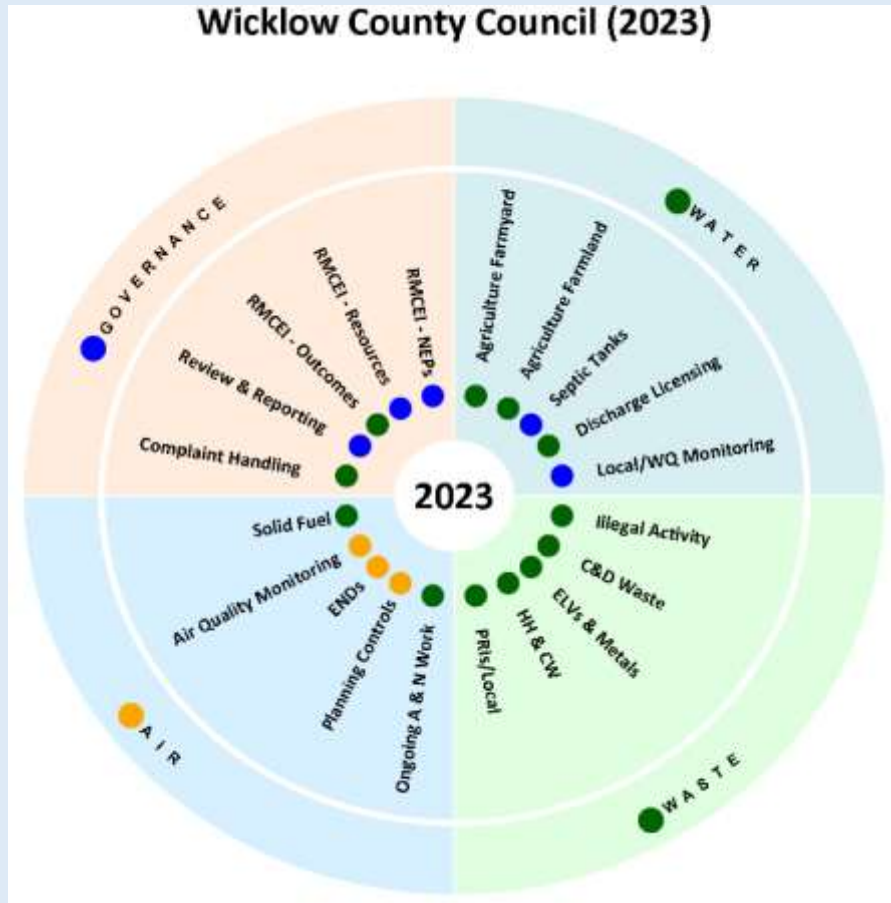 Wicklow County Council (2023)
GOVERNANCE
WATER
RMCEI - NEPs
RMCEI - Resources
RMCEI - Outcomes
Review & Reporting
Complaint Handling
Agriculture Farmyard
Agriculture Farmland
Septic Tanks
Discharge Licensing
Local/WQ Monitoring
2023
Solid Fuel
Air Quality Monitoring
ENDs
Planning Controls
Ongoing A & N Work
Illegal Activity
C&D Waste
ELVs & Metals
HH & CW
PRIs/Local
AIR
WASTE